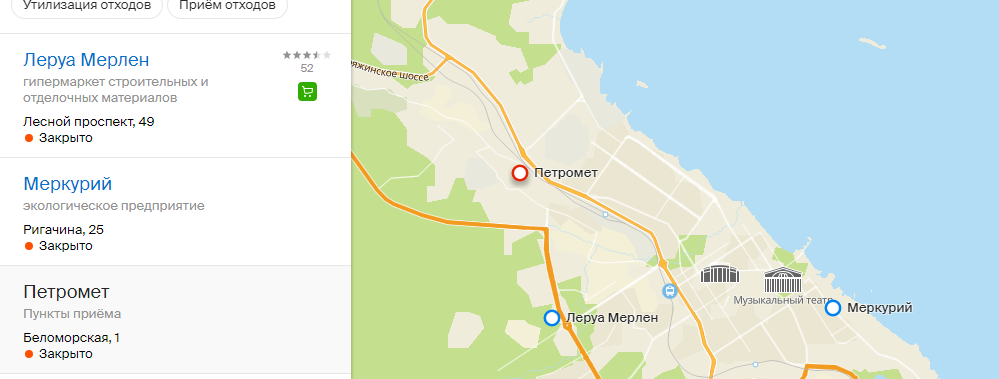 Утилизация отходов
Приём отходов
Леруа Мерлен
52
гипермаркет строительных и
отделочных материалов
Лесной проспект, 49
Закрыто
Меркурий
экологическое предприятие
Ригачина, 25
Закрыто
Петромет
Пункты приёма
Беломорская, 1
Закрыто
яжинское шоссе
Петромет
Музыкальный театр
Леруа Мерлен
Меркурий